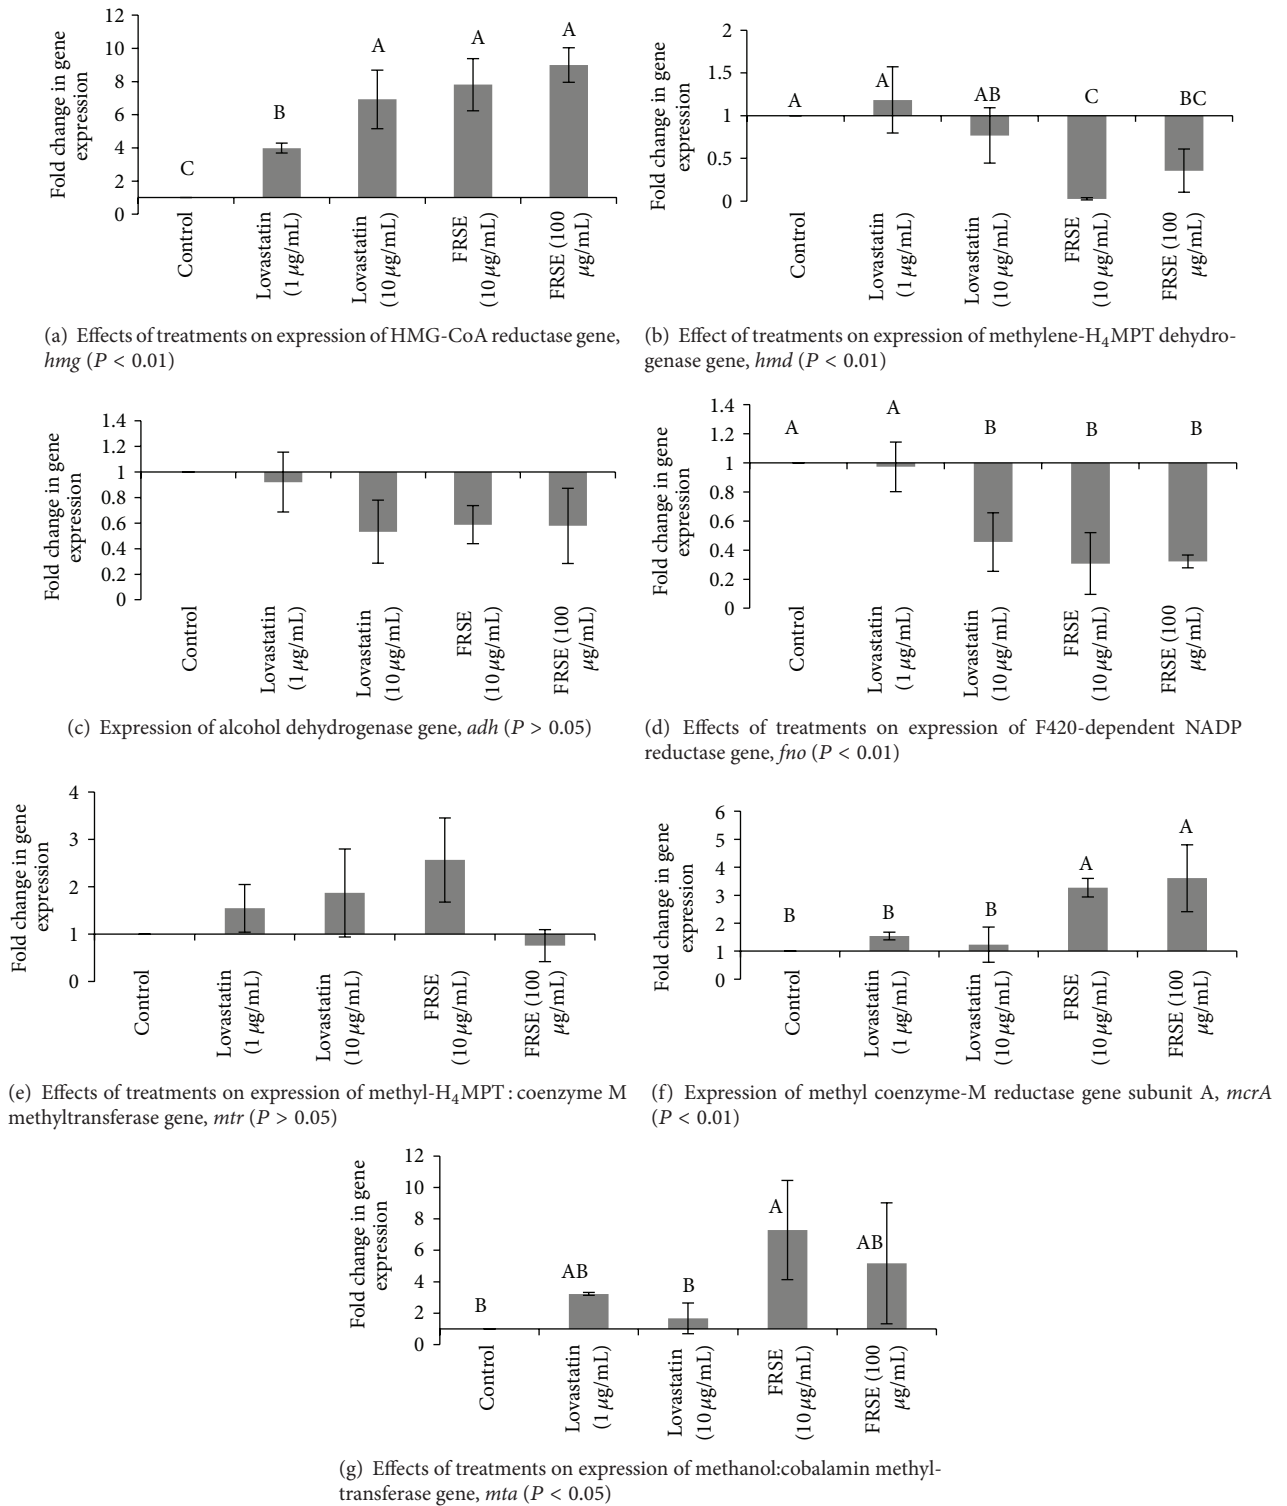 Fold change in gene
expression
12
10
8
6
4
2
0
C
B
A
A
A
Control
Lovastatin
(1 µg/mL)
Lovastatin
(10 µg/mL)
FRSE
(10 µg/mL)
FRSE (100
µg/mL)
(a) Effects of treatments on expression of HMG-CoA reductase gene,
hmg (P < 0.01)
Fold change in gene
expression
2
1.5
1
0.5
0
A
A
AB
C
BC
Control
Lovastatin
(1 µg/mL)
Lovastatin
(10 µg/mL)
FRSE
(10 µg/mL)
FRSE (100
µg/mL)
(b) Effect of treatments on expression of methylene-H₄MPT dehydro-
genase gene, hmd (P < 0.01)
Fold change in gene
expression
1.4
1.2
1
0.8
0.6
0.4
0.2
0
Control
Lovastatin
(1 µg/mL)
Lovastatin
(10 µg/mL)
FRSE
(10 µg/mL)
FRSE (100
µg/mL)
(c) Expression of alcohol dehydrogenase gene, adh (P > 0.05)
Fold change in gene
expression
1.4
1.2
1
0.8
0.6
0.4
0.2
0
A
A
B
B
B
Control
Lovastatin
(1 µg/mL)
Lovastatin
(10 µg/mL)
FRSE
(10 µg/mL)
FRSE (100
µg/mL)
(d) Effects of treatments on expression of F420-dependent NADP
reductase gene, fno (P < 0.01)
Fold change in gene
expression
4
3
2
1
0
Control
Lovastatin
(1 µg/mL)
Lovastatin
(10 µg/mL)
FRSE
(10 µg/mL)
FRSE (100
µg/mL)
(e) Effects of treatments on expression of methyl-H₄MPT : coenzyme M
methyltransferase gene, mtr (P > 0.05)
Fold change in gene
expression
6
5
4
3
2
1
0
B
B
B
A
A
Control
Lovastatin
(1 µg/mL)
Lovastatin
(10 µg/mL)
FRSE
(10 µg/mL)
FRSE (100
µg/mL)
(f) Expression of methyl coenzyme-M reductase gene subunit A, mcrA
(P < 0.01)
Fold change in gene
expression
12
10
8
6
4
2
0
B
AB
B
A
AB
Control
Lovastatin
(1 µg/mL)
Lovastatin
(10 µg/mL)
FRSE
(10 µg/mL)
FRSE (100
µg/mL)
(g) Effects of treatments on expression of methanol:cobalamin methyl-
transferase gene, mta (P < 0.05)